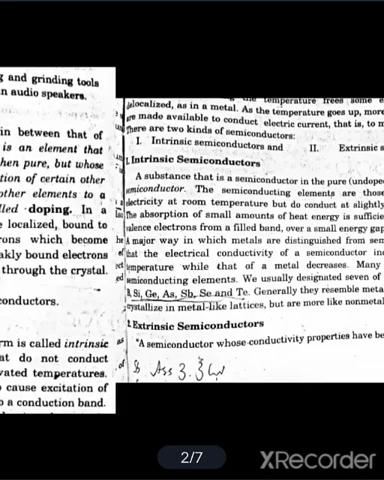 g and grinding tools
n audio speakers.
in between that of
is an element that
hen pure, but whose
tion of certain other
other elements to a
lled doping. In a
e localized, bound to
rons which become
akly bound electrons
through the crystal.
conductors.
rm is called intrinsic
at do not conduct
vated temperatures.
o cause excitation of
o a conduction band.
the temperature frees some e
delocalized, as in a metal. As the temperature goes up, more
are made available to conduct electric current, that is, to m
There are two kinds of semiconductors:
I. Intrinsic semiconductors and II. Extrinsic s
1. Intrinsic Semiconductors
A substance that is a semiconductor in the pure (undoped
semiconductor. The semiconducting elements are those
electricity at room temperature but do conduct at slightly
The absorption of small amounts of heat energy is sufficie
valence electrons from a filled band, over a small energy gap
A major way in which metals are distinguished from sem
that the electrical conductivity of a semiconductor inc
temperature while that of a metal decreases. Many
semiconducting elements. We usually designated seven of
B, Si, Ge, As, Sb, Se and Te. Generally they resemble metal
crystallize in metal-like lattices, but are more like nonmetal
2. Extrinsic Semiconductors
"A semiconductor whose conductivity properties have be
2/7
XRecorder